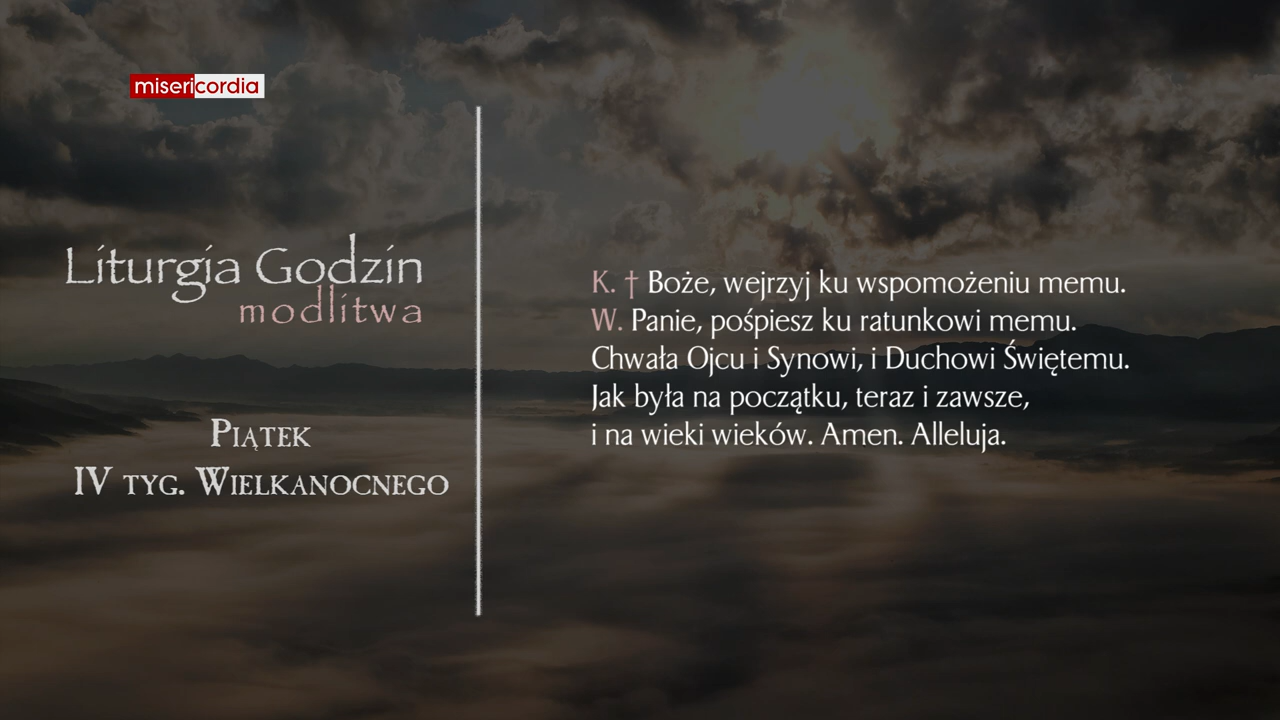 misericordia
Liturgia Godzin
modlitwa
Piątek
IV tyg. Wielkanocnego
K. † Boże, wejrzyj ku wspomożeniu memu.
W. Panie, pośpiesz ku ratunkowi memu.
Chwała Ojcu i Synowi, i Duchowi Świętemu.
Jak była na początku, teraz i zawsze,
i na wieki wieków. Amen. Alleluja.